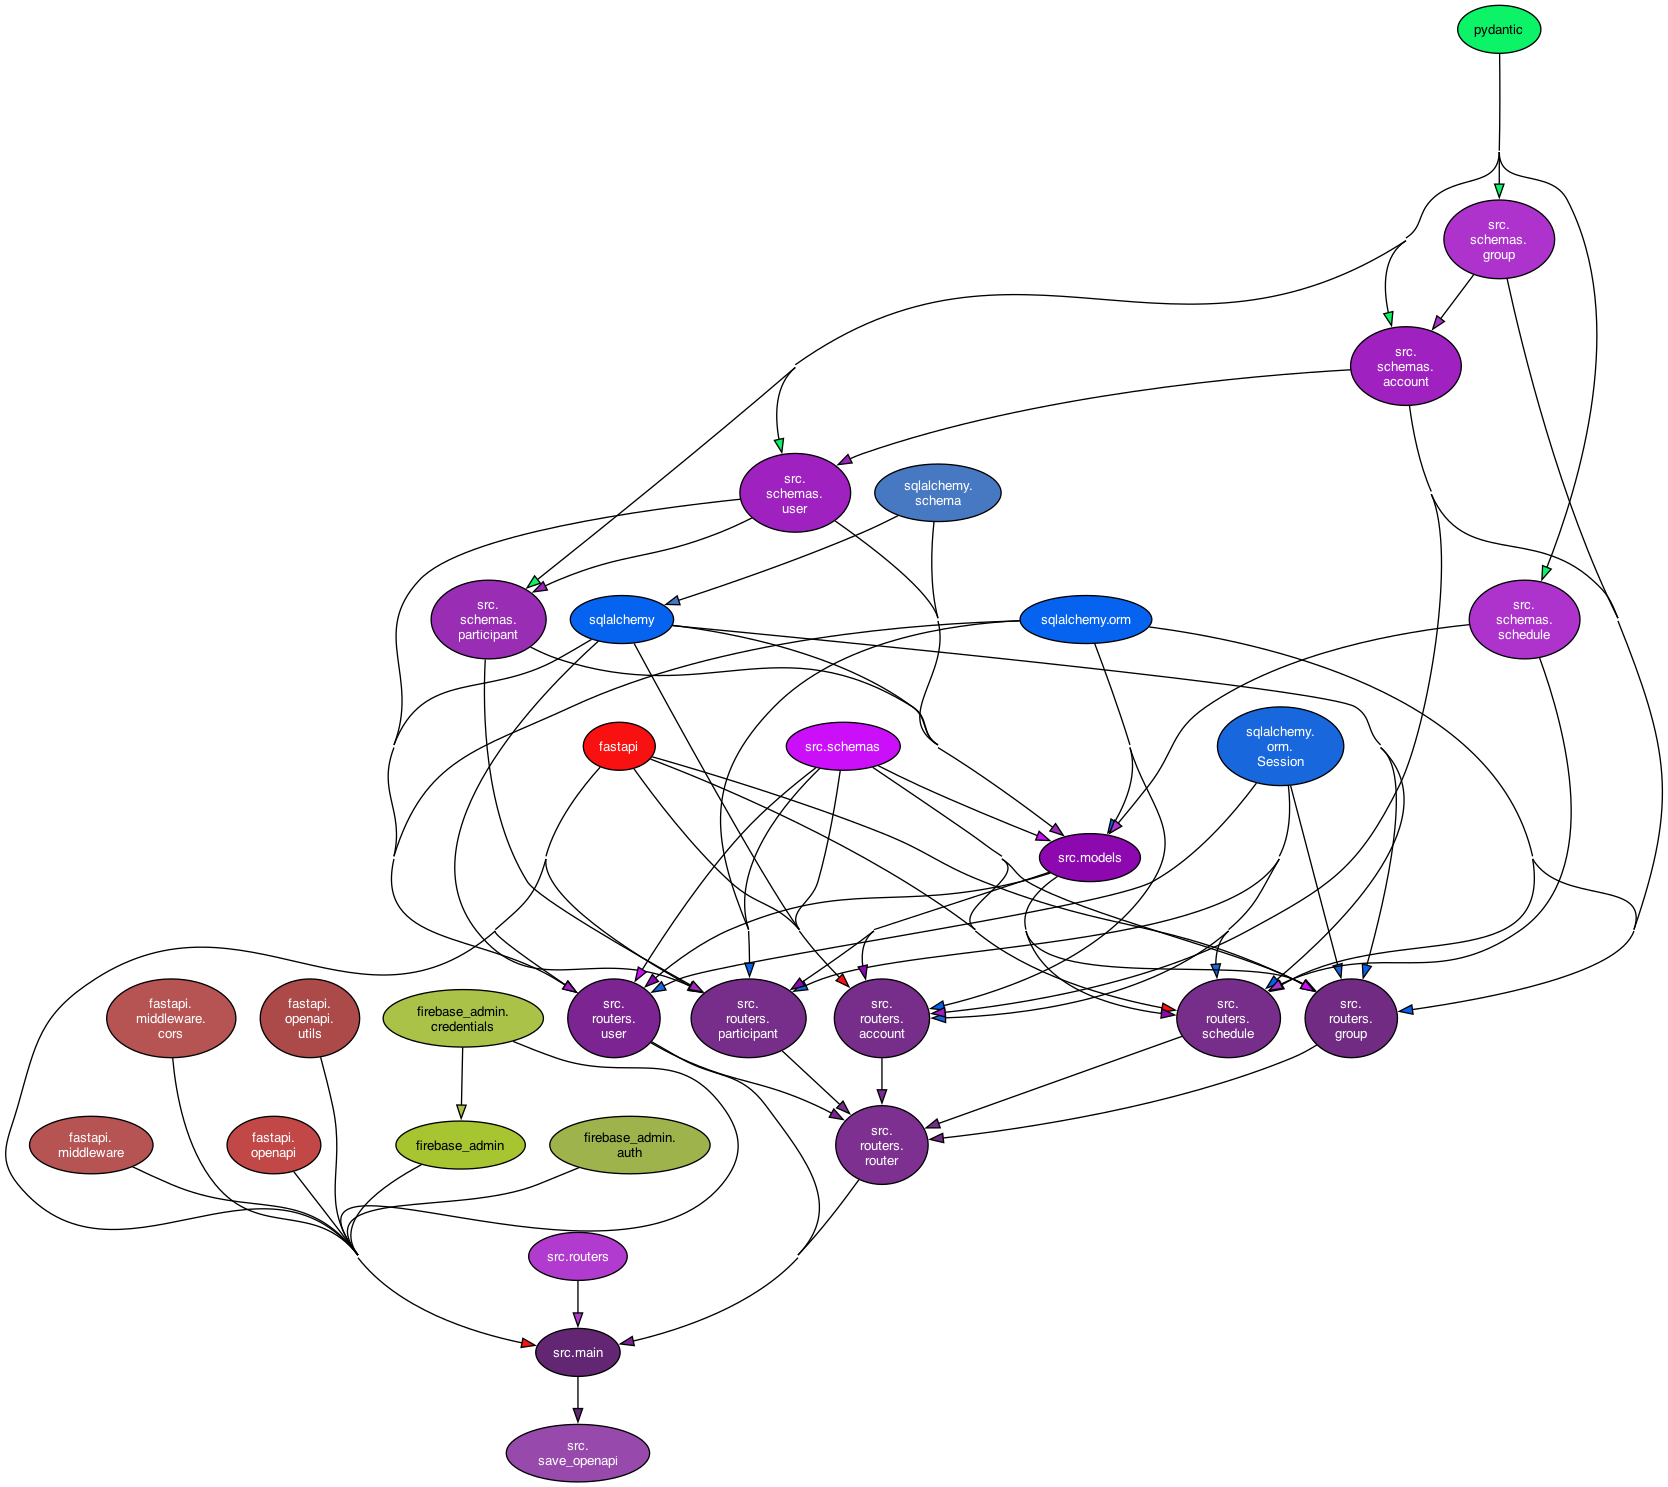 pydantic
src.
schemas.
group
src.
schemas.
account
src.
schemas.
user
sqlalchemy.
schema
src.
schemas.
participant
sqlalchemy
sqlalchemy.orm
src.
schemas.
schedule
fastapi
src.schemas
sqlalchemy.
orm.
Session
src.models
fastapi.
middleware.
cors
fastapi.
openapi.
utils
firebase_admin.
credentials
src.
routers.
user
src.
routers.
participant
src.
routers.
account
src.
routers.
schedule
src.
routers.
group
fastapi.
middleware
fastapi.
openapi
firebase_admin
firebase_admin.
auth
src.
routers.
router
src.routers
src.main
src.
save_openapi